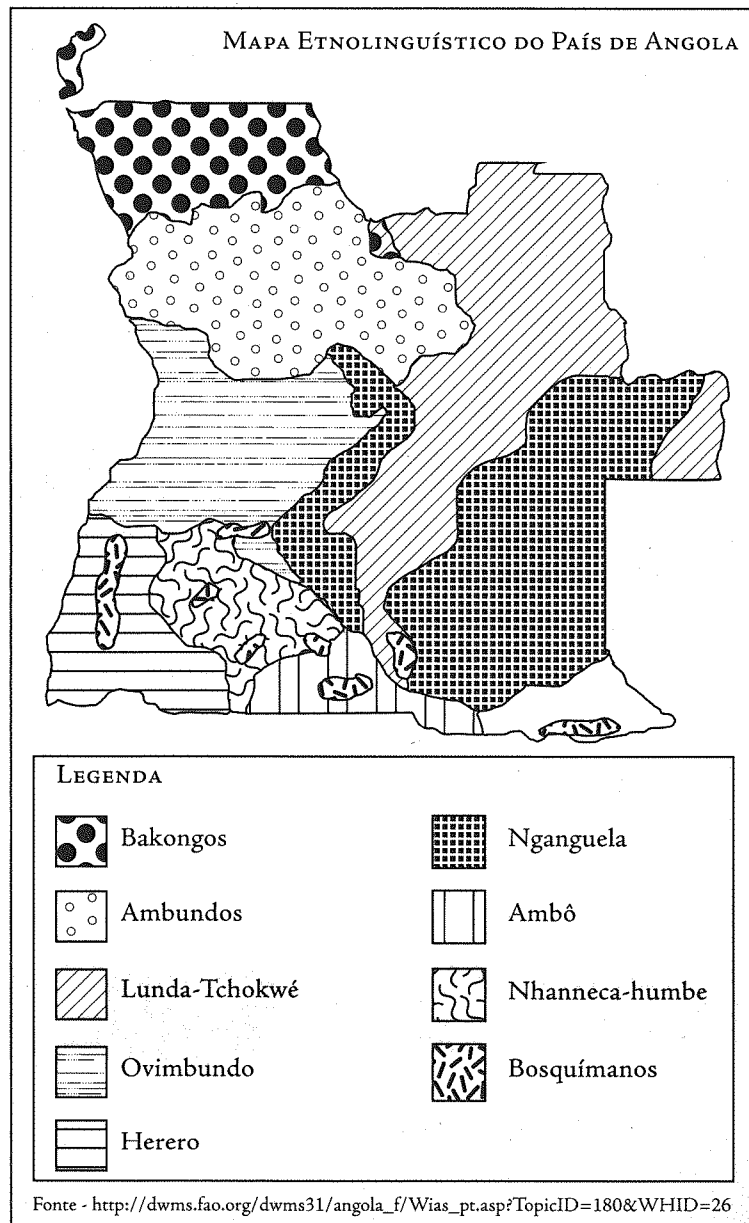 Mapa Etnolinguístico do País de Angola
Legenda
Bakongos
Ambundos
Lunda-Tchokwé
Ovimbundo
Herero
Nganguela
Ambô
Nhanneca-humbe
Bosquímanos
Fonte - http://dwms.fao.org/dwms31/angola_f/Wias_pt.asp?TopicID=180&WHID=26